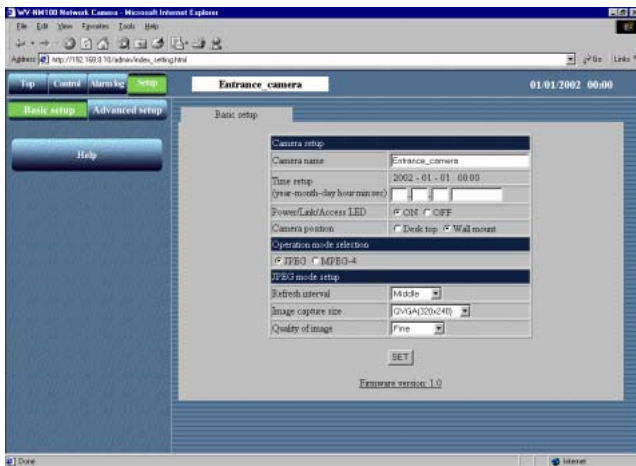 WV-NM100 Network Camera - Microsoft Internet Explorer
File Edit View Favorites Tools Help
Address http://192.168.0.10/admin/index_setting.html Go Links
Top Control Alarm log Setup Entrance_camera 01/01/2002 00:00
Basic setup Advanced setup
Help
Basic setup
Camera setup
Camera name Entrance_camera
Time setup 2002 - 01 - 01 00:00
(year-month-day hour:min:sec)
Power/Link/Access LED ON OFF
Camera position Desk top Wall mount
Operation mode selection
JPEG MPEG-4
JPEG mode setup
Refresh interval Middle
Image capture size QVGA(320x240)
Quality of image Fine
SET
Firmware version: 1.0
Done Internet